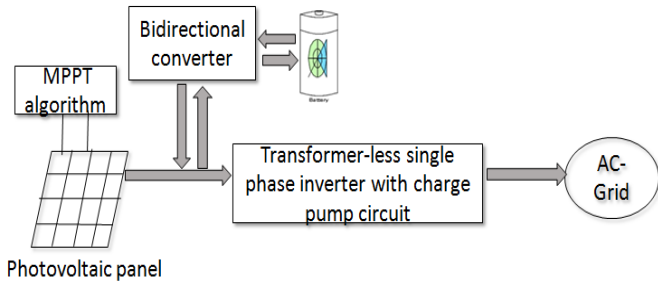 Bidirectional
converter
Battery
MPPT
algorithm
Transformer-less single
phase inverter with charge
pump circuit
AC-
Grid
Photovoltaic panel